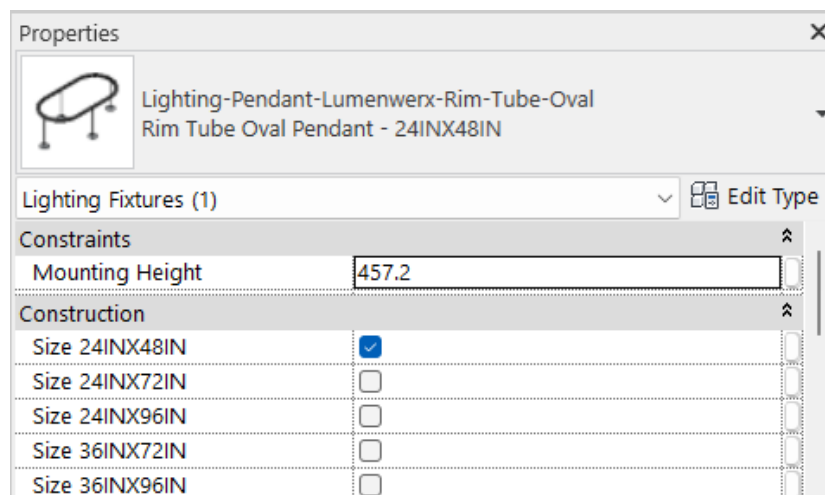 Properties
Lighting-Pendant-Lumenwerx-Rim-Tube-Oval
Rim Tube Oval Pendant - 24INX48IN
Lighting Fixtures (1)
Edit Type
Constraints
Mounting Height 457.2
Construction
Size 24INX48IN
Size 24INX72IN
Size 24INX96IN
Size 36INX72IN
Size 36INX96IN